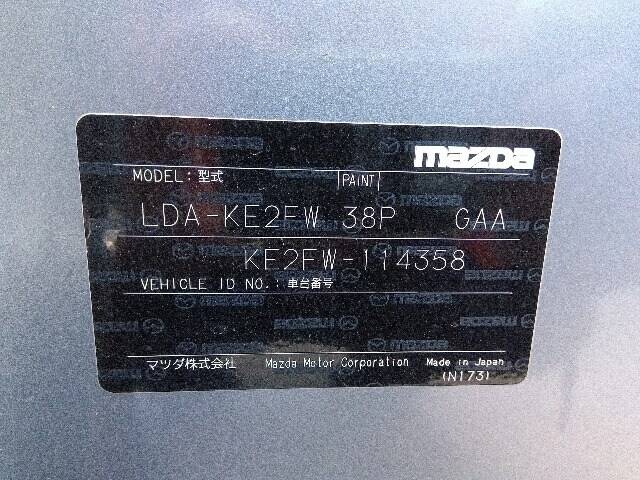 mazda
MODEL: 型式 PAINT
LDA-KE2FW 38P GAA
KE2FW-114358
VEHICLE ID NO.: 車台番号
マツダ株式会社 Mazda Motor Corporation Made in Japan
(N173)